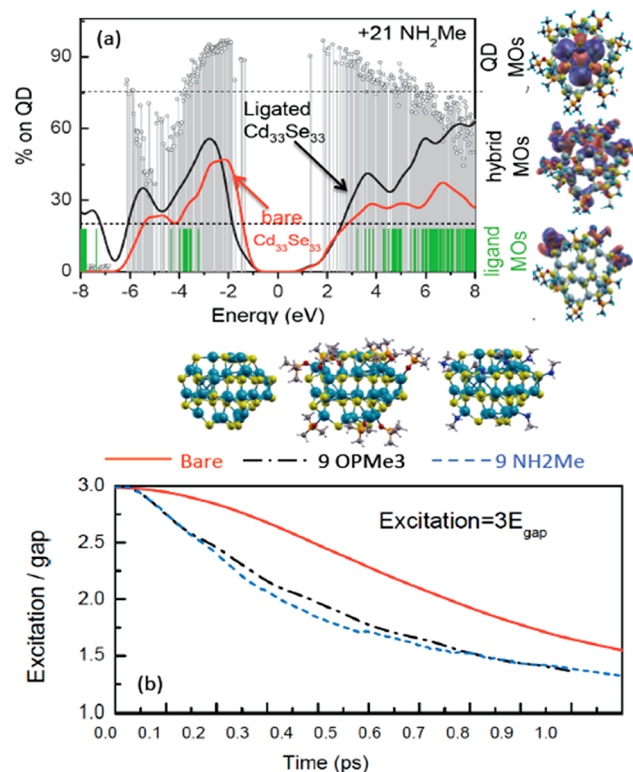 (a)
+21 NH2Me
Ligated
Cd33Se33
bare
Cd33Se33
% on QD
90
60
30
0
-8 -6 -4 -2 0 2 4 6 8
Energy (eV)
QD
MOs
hybrid
MOs
ligand
MOs
Bare 9 OPMe3 9 NH2Me
Excitation=3Egap
(b)
Excitation / gap
3.0
2.5
2.0
1.5
1.0
0.0 0.1 0.2 0.3 0.4 0.5 0.6 0.7 0.8 0.9 1.0
Time (ps)